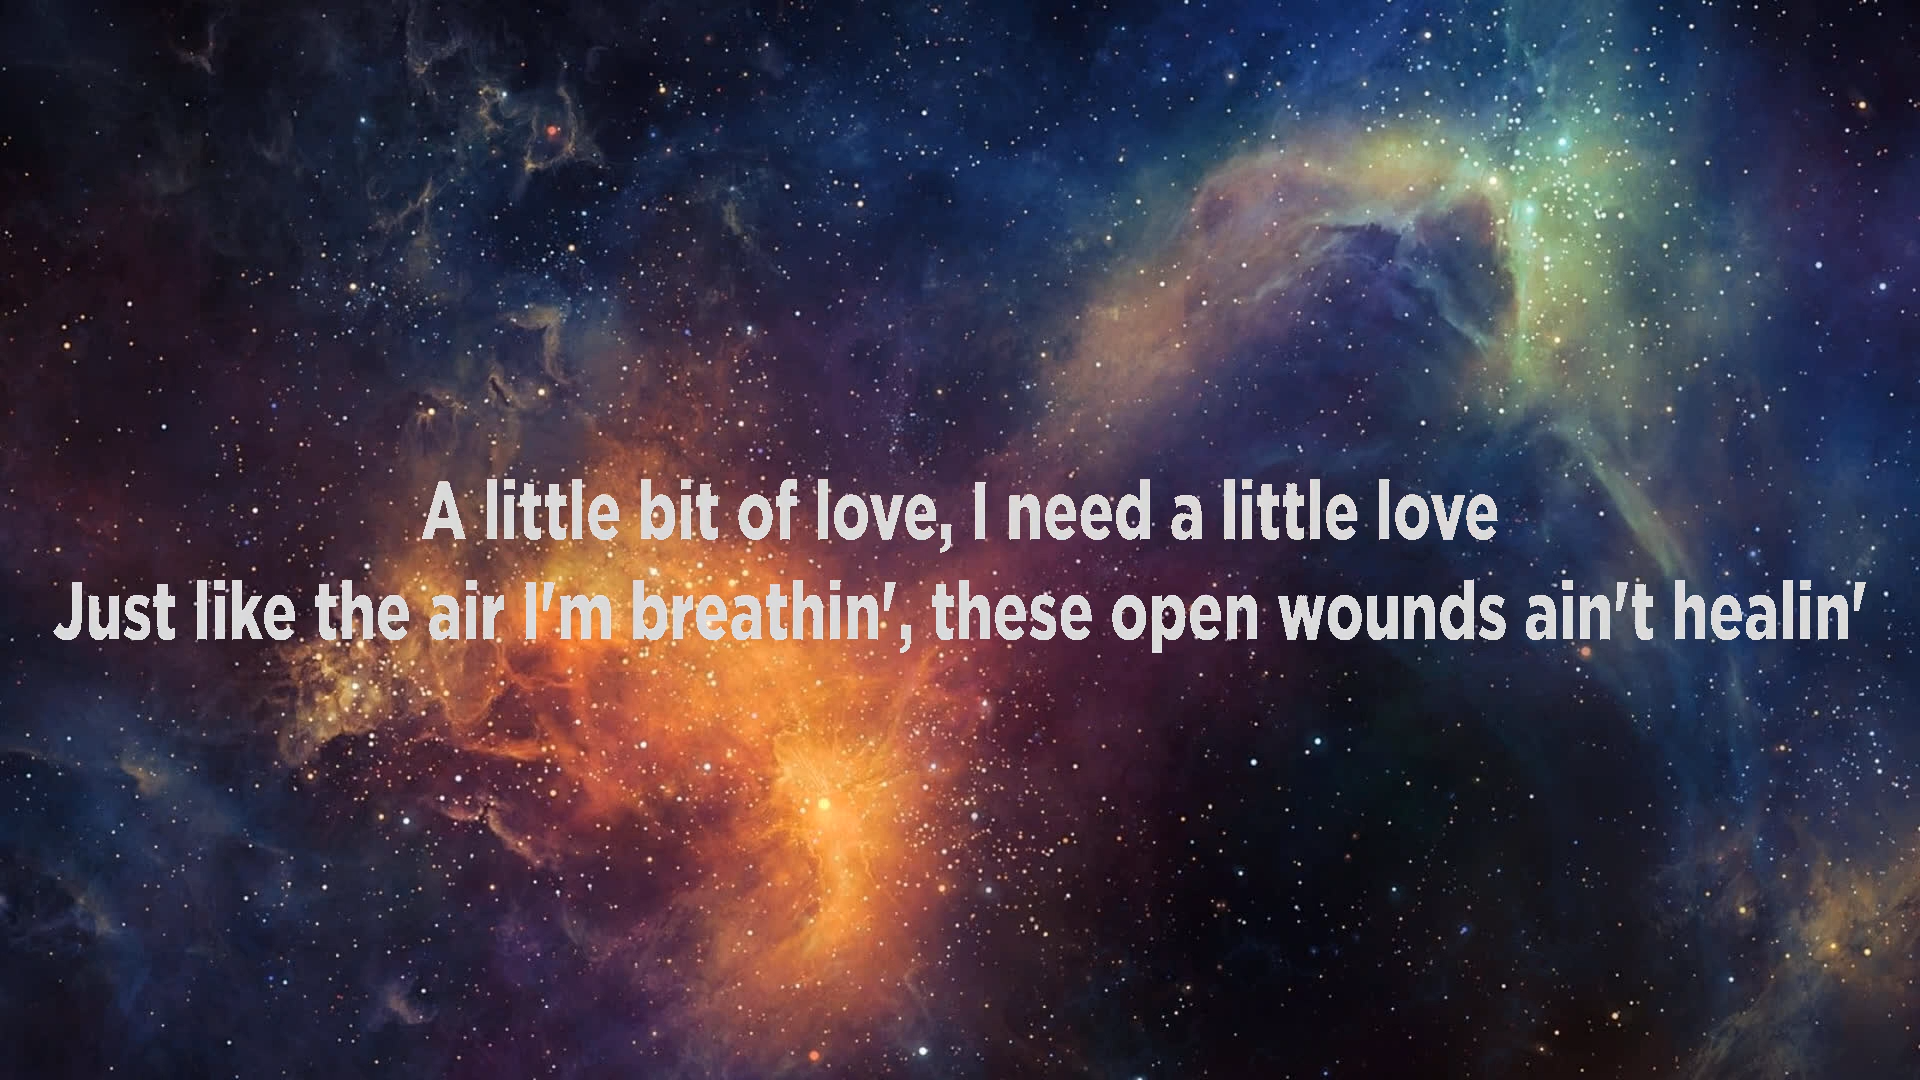 A little bit of love, I need a little love
Just like the air I'm breathin', these open wounds ain't healin'